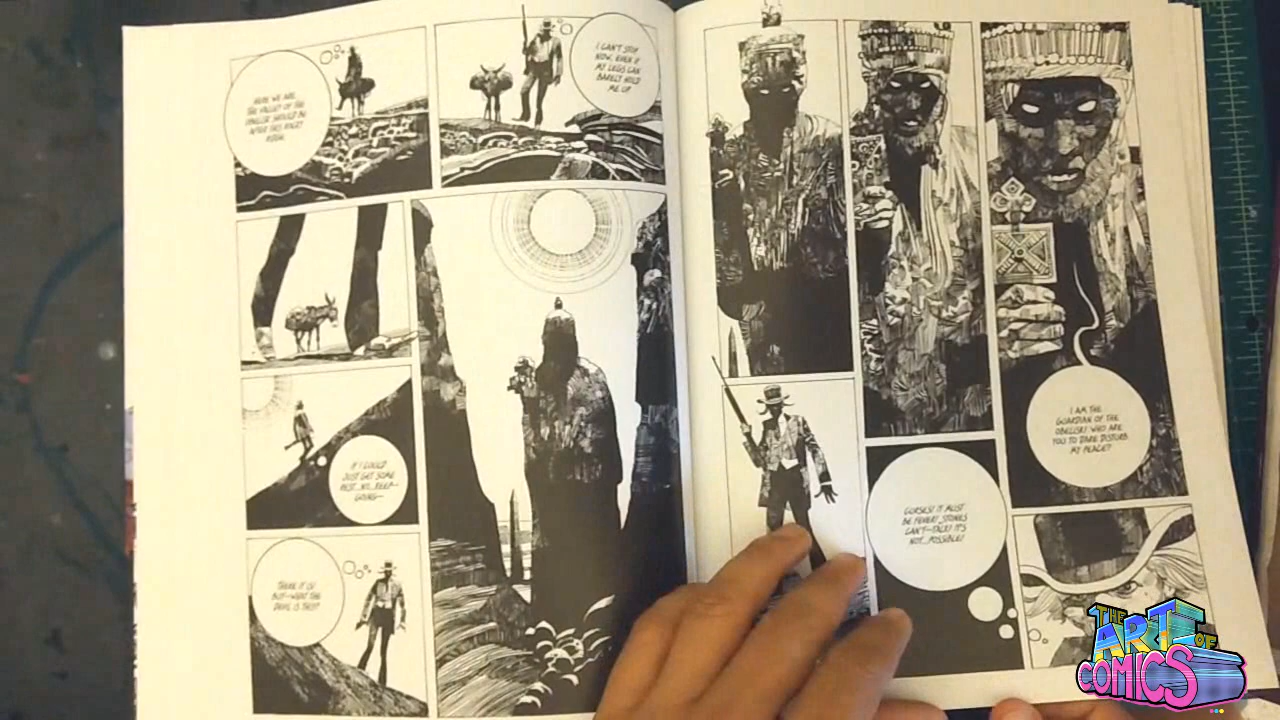 HERE WE ARE.
THE VALLEY OF THE
OBELISK SHOULD BE
AFTER THIS ROCKY
I CAN'T STOP
NOW, EVEN IF
MY LEGS CAN
BARELY HOLD
ME UP
IF I COULD
JUST GET SOME
REST...NO...KEEP--
GOING--
THERE IT IS!
BUT--WHAT THE
DEVIL IS THIS?
I AM THE
GUARDIAN OF THE
OBELISK! WHO ARE
YOU TO DARE DISTURB
MY PEACE?
CURSES! IT MUST
BE FEVER! STONES
CAN'T--TALK! IT'S
NOT...POSSIBLE!
THE
ART OF
COMICS